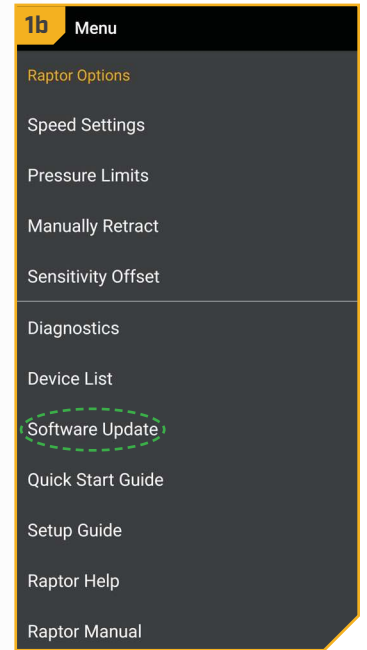 1b Menu
Raptor Options
Speed Settings
Pressure Limits
Manually Retract
Sensitivity Offset
Diagnostics
Device List
Software Update
Quick Start Guide
Setup Guide
Raptor Help
Raptor Manual